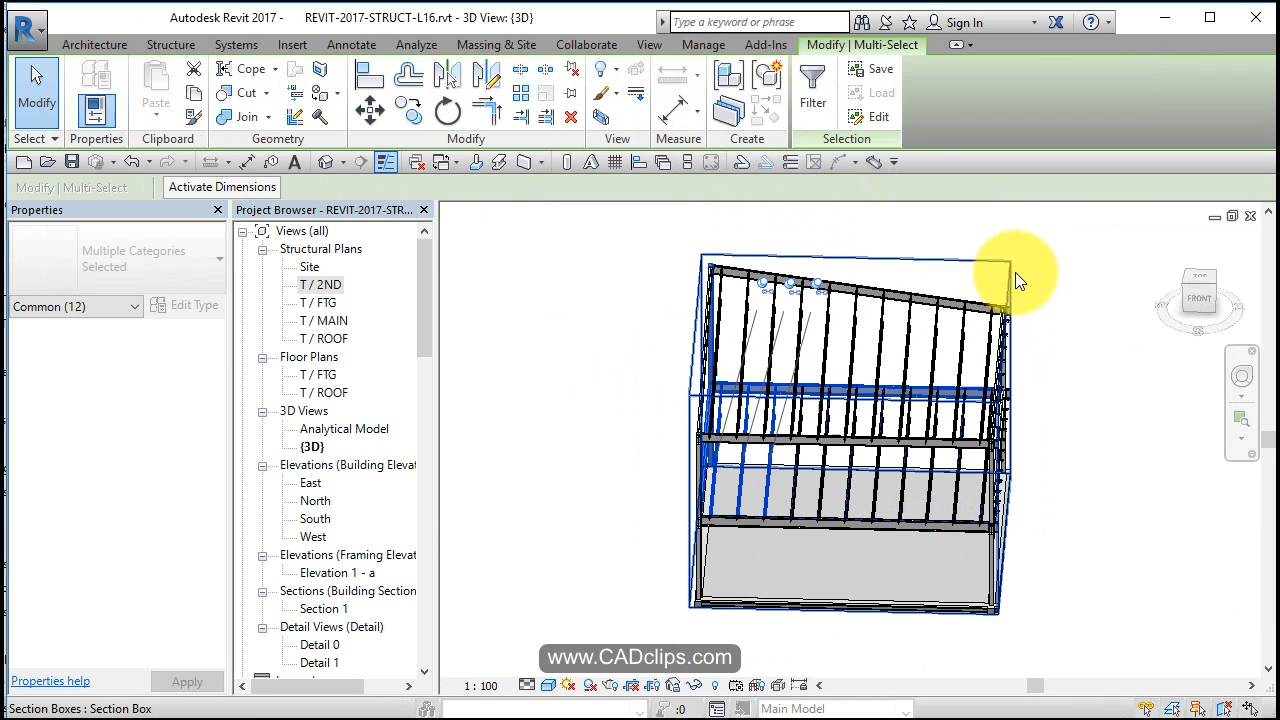 Autodesk Revit 2017 - REVIT-2017-STRUCT-L16.rvt - 3D View: {3D}
Type a keyword or phrase
Sign In
Architecture Structure Systems Insert Annotate Analyze Massing & Site Collaborate View Manage Add-Ins Modify | Multi-Select
Modify
Paste
Cope
Cut
Join
Filter
Save
Load
Edit
Select Properties Clipboard Geometry Modify View Measure Create Selection
Modify | Multi-Select
Activate Dimensions
Properties
Project Browser - REVIT-2017-STR...
Multiple Categories
Selected
Common (12)
Edit Type
Views (all)
Structural Plans
Site
T / 2ND
T / FTG
T / MAIN
T / ROOF
Floor Plans
T / FTG
T / ROOF
3D Views
Analytical Model
{3D}
Elevations (Building Elevat
East
North
South
West
Elevations (Framing Elevat
Elevation 1 - a
Sections (Building Section
Section 1
Detail Views (Detail)
Detail 0
Detail 1
TOP
FRONT
www.CADclips.com
Properties help
Apply
1 : 100
Section Boxes : Section Box
:0
Main Model